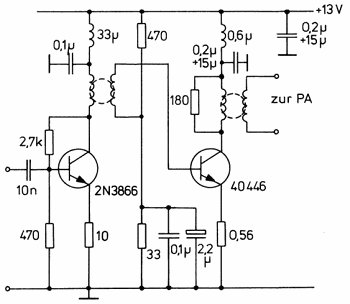 +13 V
33µ
470
0,6µ
0,2µ
+15µ
0,1µ
0,2µ
+15µ
180
zur PA
2,7k
10n
2N3866
40446
470
10
33
0,1µ
2,2
µ
0,56